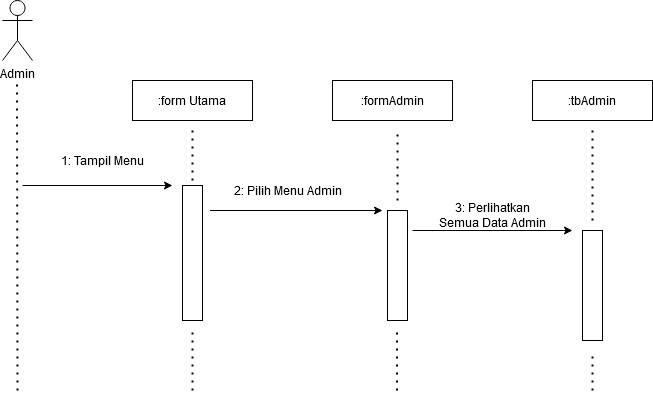 Admin
:form Utama
:formAdmin
:tbAdmin
1: Tampil Menu
2: Pilih Menu Admin
3: Perlihatkan
Semua Data Admin